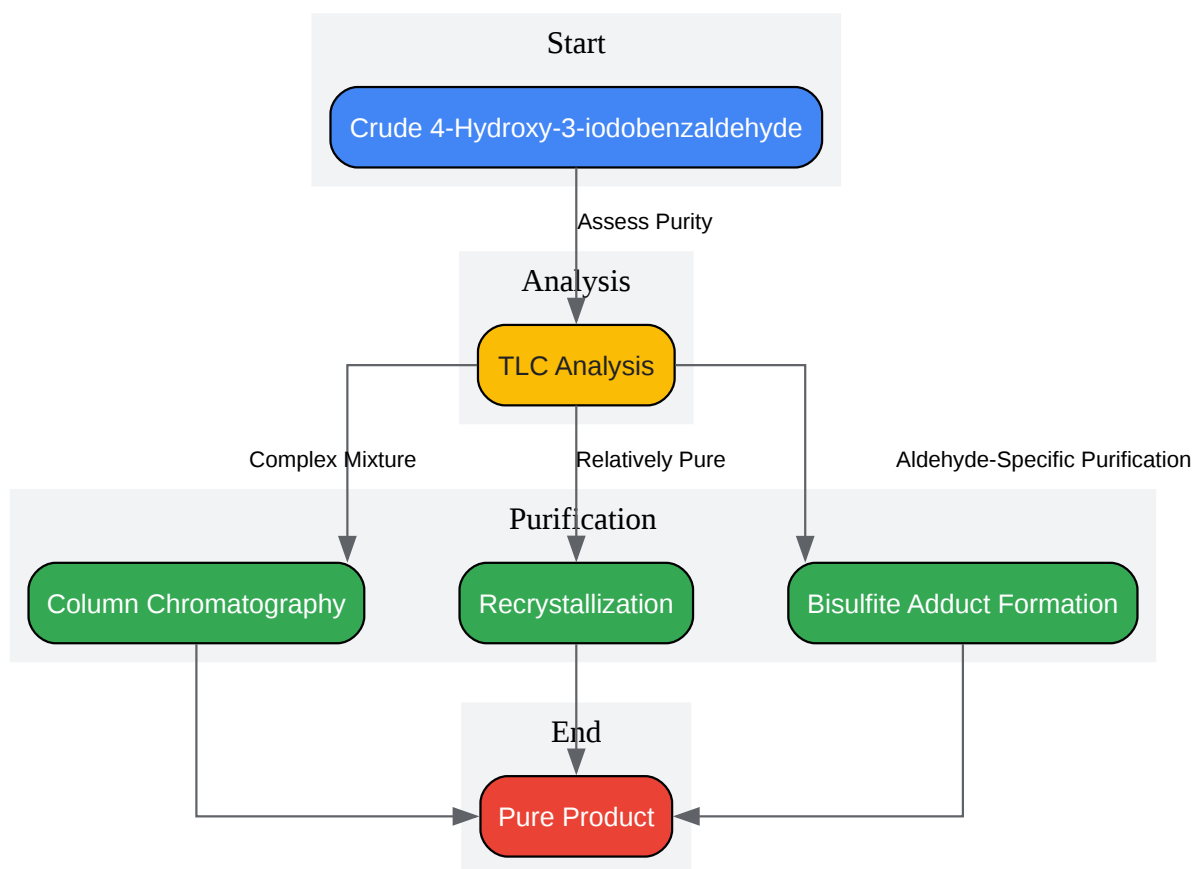 Start
Crude 4-Hydroxy-3-iodobenzaldehyde
Assess Purity
Analysis
TLC Analysis
Complex Mixture
Relatively Pure
Aldehyde-Specific Purification
Purification
Column Chromatography
Recrystallization
Bisulfite Adduct Formation
End
Pure Product